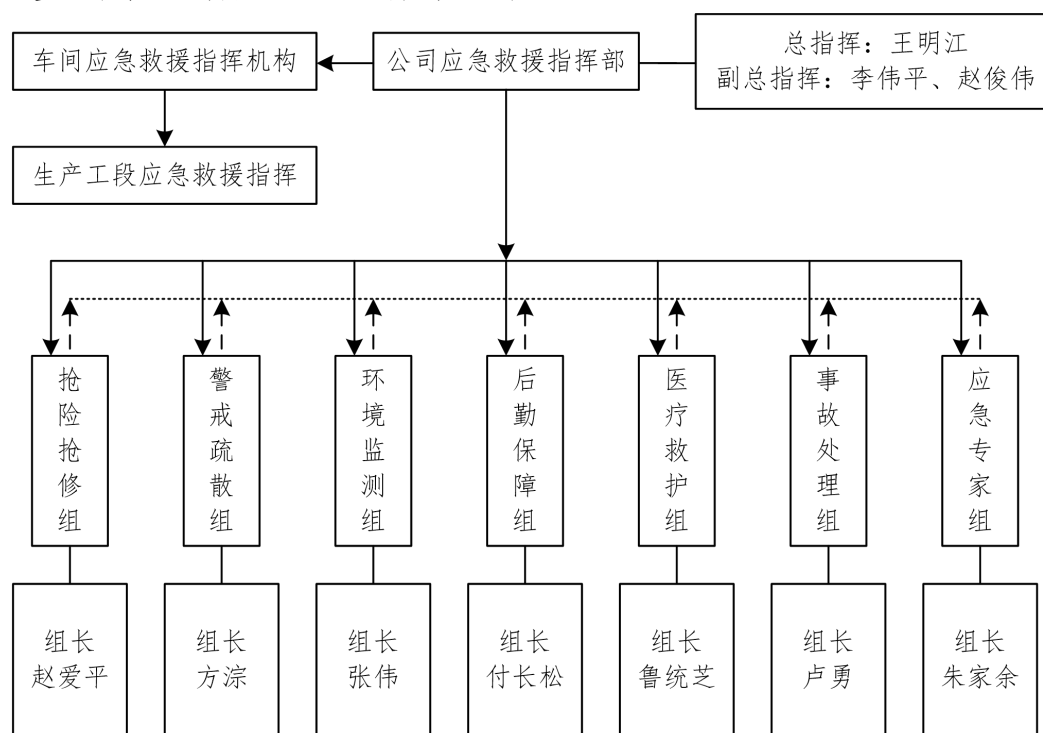 车间应急救援指挥机构
公司应急救援指挥部
总指挥：王明江
副总指挥：李伟平、赵俊伟
生产工段应急救援指挥
抢险抢修组
警戒疏散组
环境监测组
后勤保障组
医疗救护组
事故处理组
应急专家组
组长
赵爱平
组长
方淙
组长
张伟
组长
付长松
组长
鲁统芝
组长
卢勇
组长
朱家余